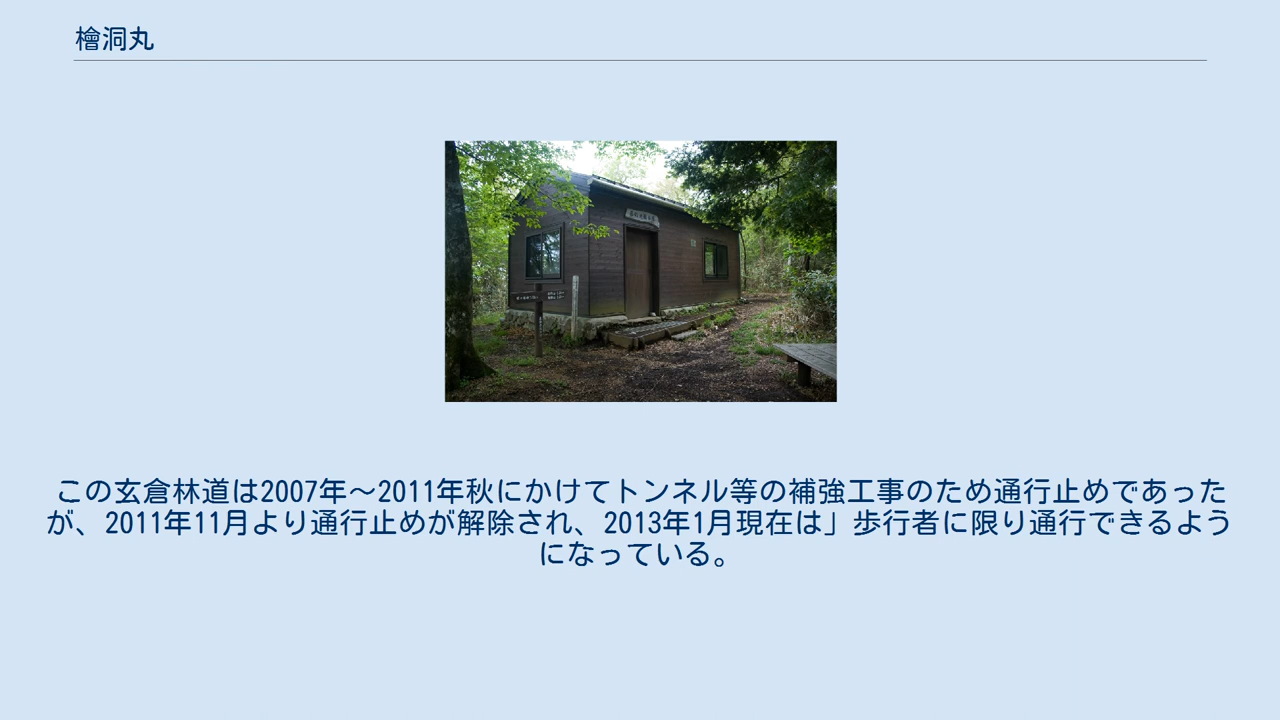 檜洞丸
この玄倉林道は2007年～2011年秋にかけてトンネル等の補強工事のため通行止めであった
が、2011年11月より通行止めが解除され、2013年1月現在は」歩行者に限り通行できるよう
になっている。